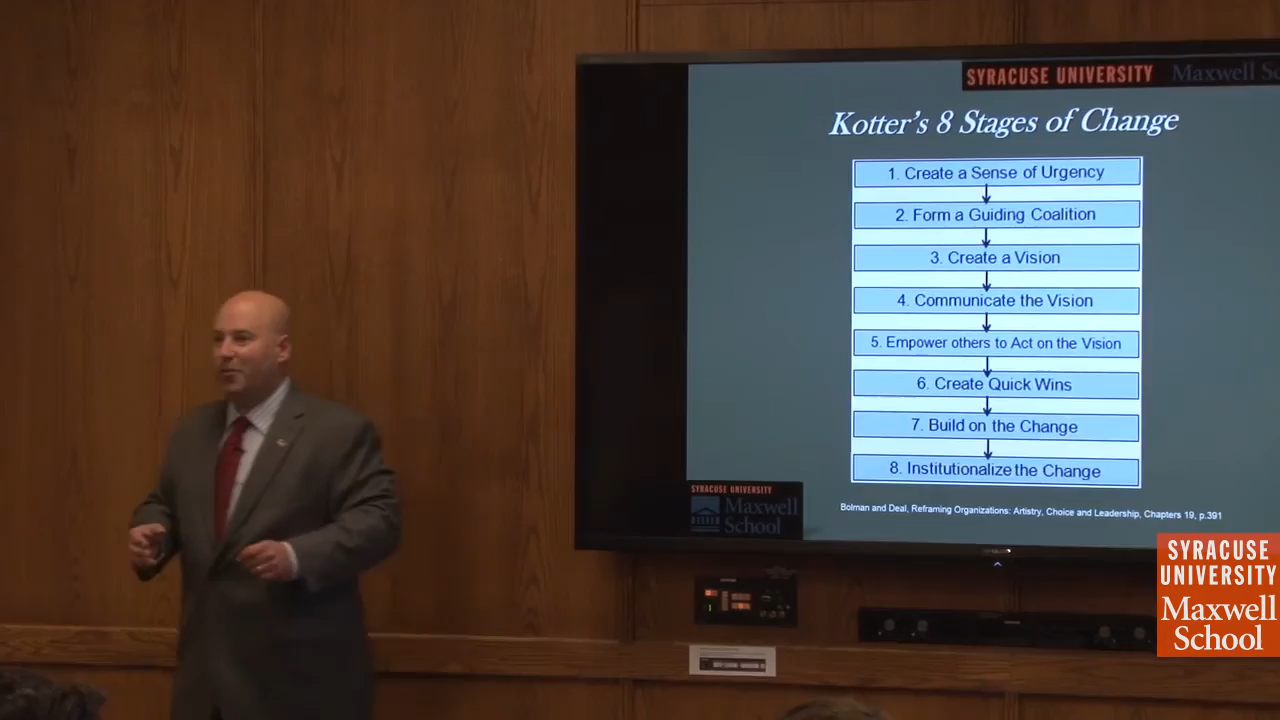 SYRACUSE UNIVERSITY Maxwell
Kotter's 8 Stages of Change
1. Create a Sense of Urgency
2. Form a Guiding Coalition
3. Create a Vision
4. Communicate the Vision
5. Empower others to Act on the Vision
6. Create Quick Wins
7. Build on the Change
8. Institutionalize the Change
Bolman and Deal, Reframing Organizations: Artistry, Choice and Leadership, Chapters 19, p.391
SYRACUSE UNIVERSITY
Maxwell
School
SYRACUSE
UNIVERSITY
Maxwell
School